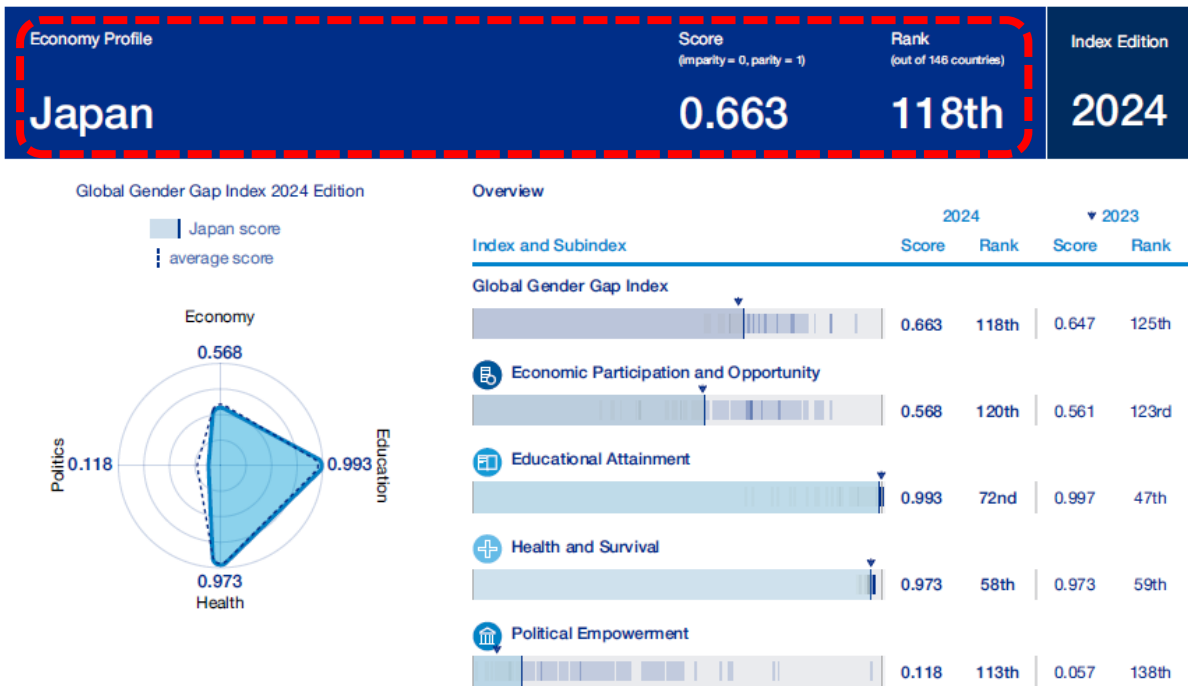 Economy Profile
Japan
Score
(imparity = 0, parity = 1)
0.663
Rank
(out of 146 countries)
118th
Index Edition
2024
Global Gender Gap Index 2024 Edition
Japan score
average score
Economy
0.568
Politics
0.118
0.993
Education
0.973
Health
Overview
2024 2023
Index and Subindex Score Rank Score Rank
Global Gender Gap Index
0.663 118th 0.647 125th
Economic Participation and Opportunity
0.568 120th 0.561 123rd
Educational Attainment
0.993 72nd 0.997 47th
Health and Survival
0.973 58th 0.973 59th
Political Empowerment
0.118 113th 0.057 138th